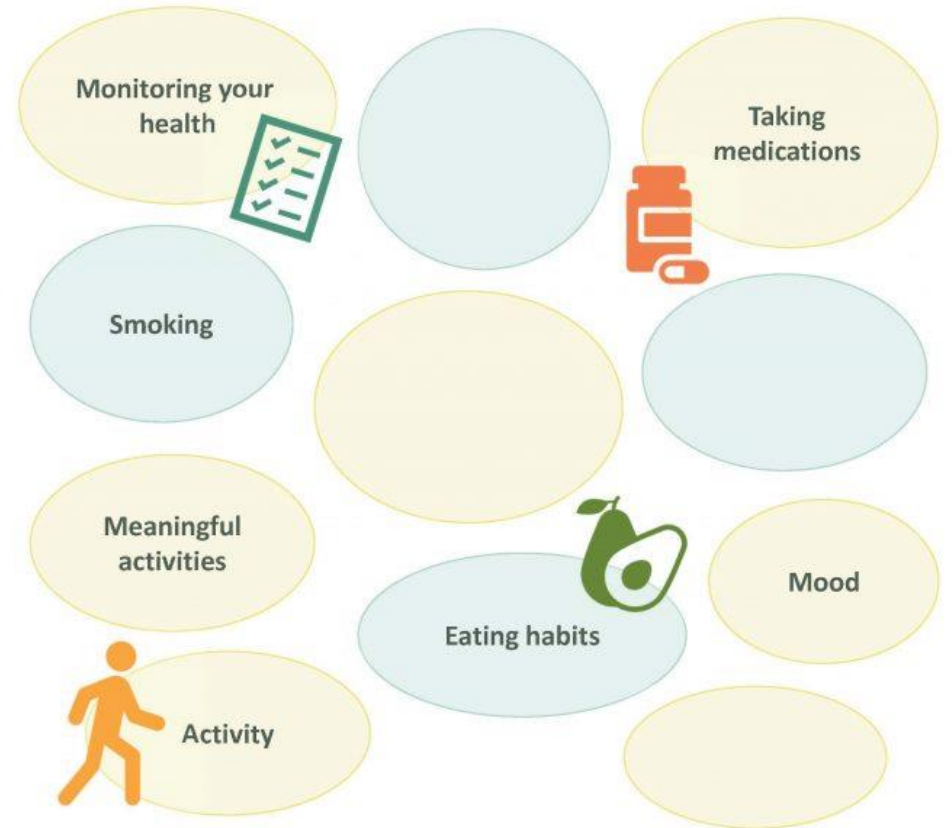 Monitoring your
health
Taking
medications
Smoking
Meaningful
activities
Mood
Eating habits
Activity